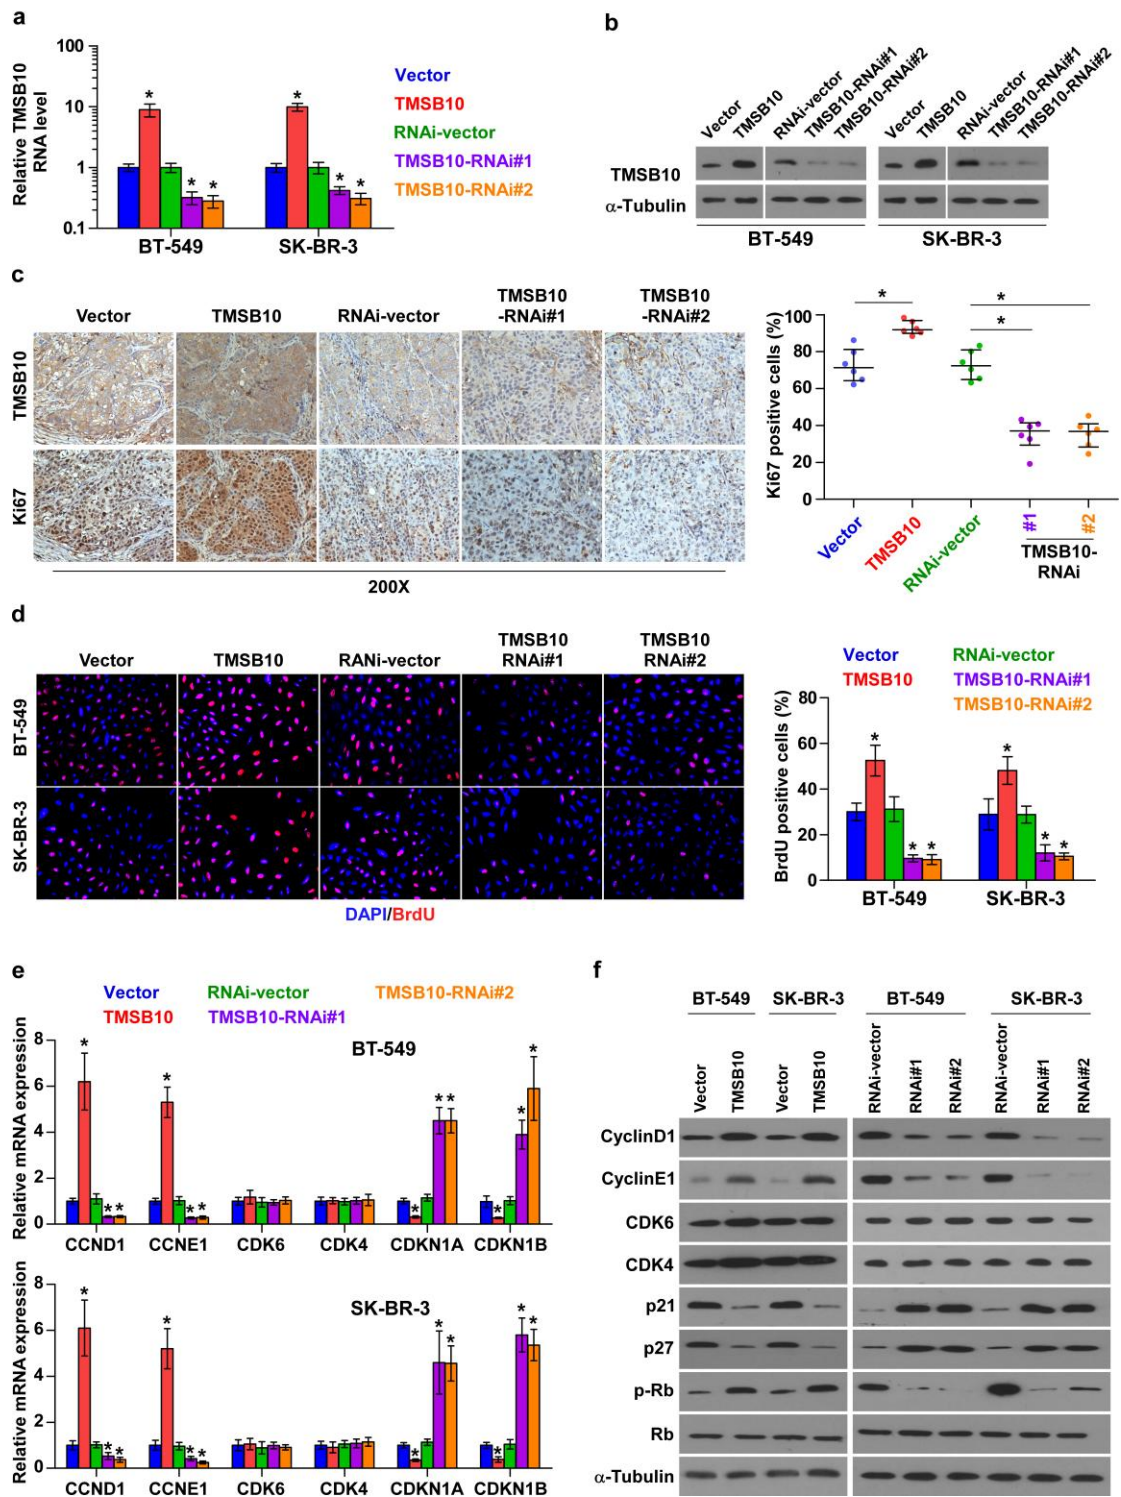 a
Relative TMSB10
RNA level
100
10
1
0.1
* * * * * *
BT-549 SK-BR-3
Vector
TMSB10
RNAi-vector
TMSB10-RNAi#1
TMSB10-RNAi#2
b
Vector TMSB10 RNAi-vector TMSB10-RNAi#1 TMSB10-RNAi#2 Vector TMSB10 RNAi-vector TMSB10-RNAi#1 TMSB10-RNAi#2
TMSB10
α-Tubulin
BT-549 SK-BR-3
c
Vector TMSB10 RNAi-vector TMSB10 -RNAi#1 TMSB10 -RNAi#2
TMSB10
Ki67
200X
Ki67 positive cells (%)
100
80
60
40
20
0
* * *
Vector TMSB10 RNAi-vector #1 #2
TMSB10-
RNAi
d
Vector TMSB10 RANi-vector TMSB10 RNAi#1 TMSB10 RNAi#2
BT-549
SK-BR-3
DAPI/BrdU
Vector RNAi-vector
TMSB10 TMSB10-RNAi#1
TMSB10-RNAi#2
BrdU positive cells (%)
80
60
40
20
0
* * * * * *
BT-549 SK-BR-3
e
Vector RNAi-vector TMSB10-RNAi#2
TMSB10 TMSB10-RNAi#1
BT-549
Relative mRNA expression
8
6
4
2
0
* * * * * * * * * * * *
CCND1 CCNE1 CDK6 CDK4 CDKN1A CDKN1B
SK-BR-3
Relative mRNA expression
8
6
4
2
0
* * * * * * * * * * * *
CCND1 CCNE1 CDK6 CDK4 CDKN1A CDKN1B
f
BT-549 SK-BR-3 BT-549 SK-BR-3
Vector TMSB10 Vector TMSB10 RNAi-vector RNAi#1 RNAi#2 RNAi-vector RNAi#1 RNAi#2
CyclinD1
CyclinE1
CDK6
CDK4
p21
p27
p-Rb
Rb
α-Tubulin